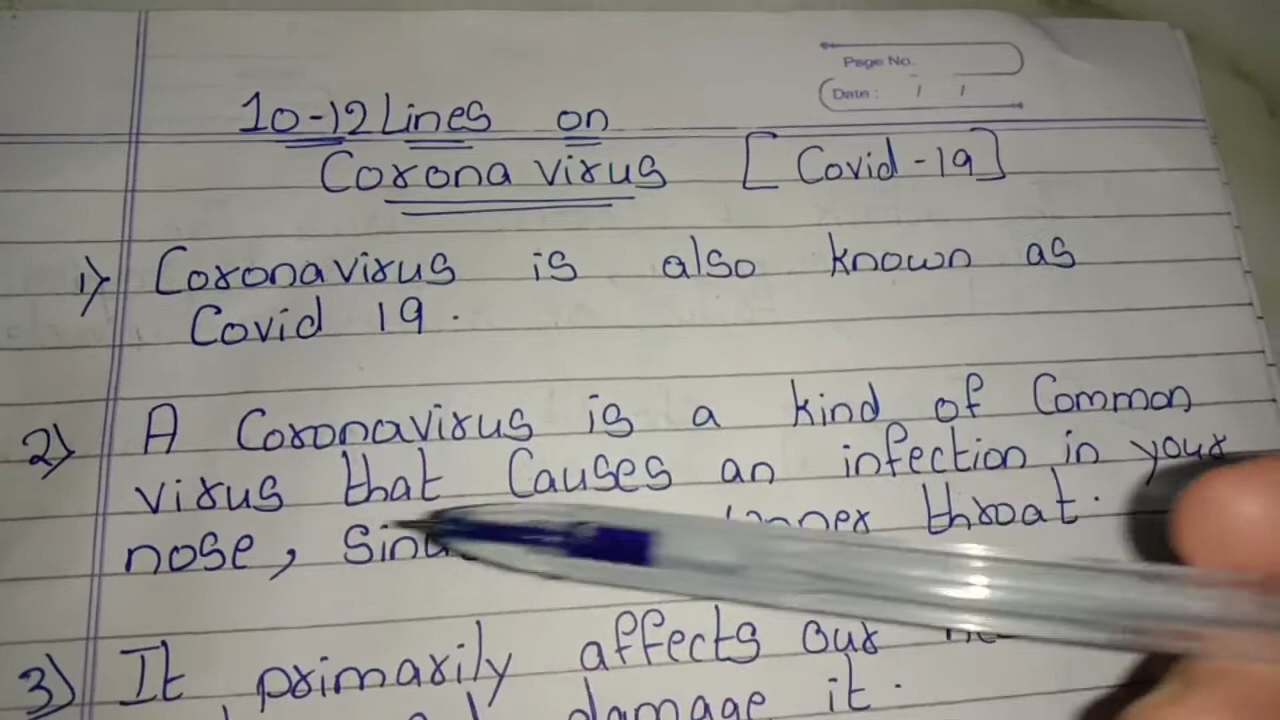 Page No.
Date: / /
10-12 Lines on
Corona virus [Covid-19]
1) Coronavirus is also known as
Covid 19.
2) A Coronavirus is a kind of Common
virus that Causes an infection in your
nose, throat.
3) It primarily affects our
damage it.